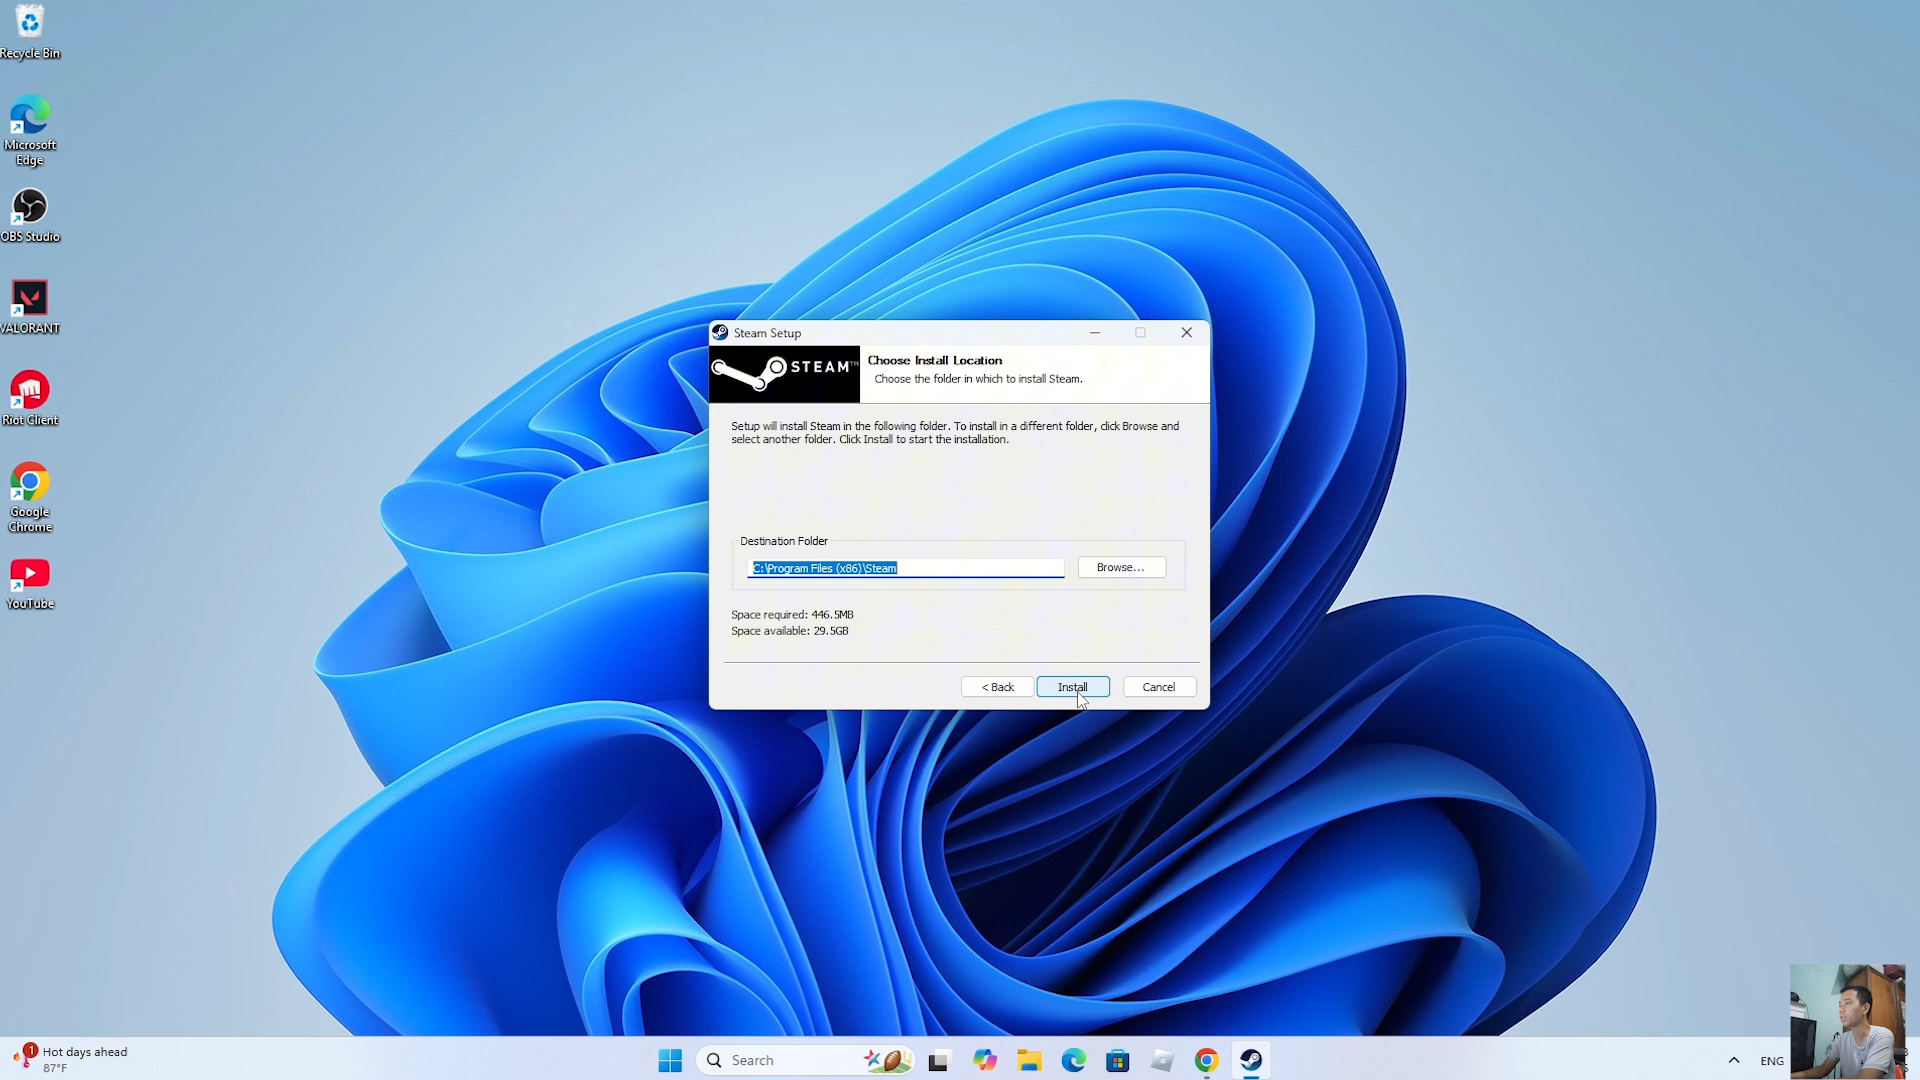 Recycle Bin
Microsoft
Edge
OBS Studio
VALORANT
Riot Client
Google
Chrome
YouTube
Steam Setup
STEAM™
Choose Install Location
Choose the folder in which to install Steam.
Setup will install Steam in the following folder. To install in a different folder, click Browse and
select another folder. Click Install to start the installation.
Destination Folder
C:\Program Files (x86)\Steam
Browse...
Space required: 446.5MB
Space available: 29.5GB
< Back
Install
Cancel
1
Hot days ahead
87°F
Search
ENG